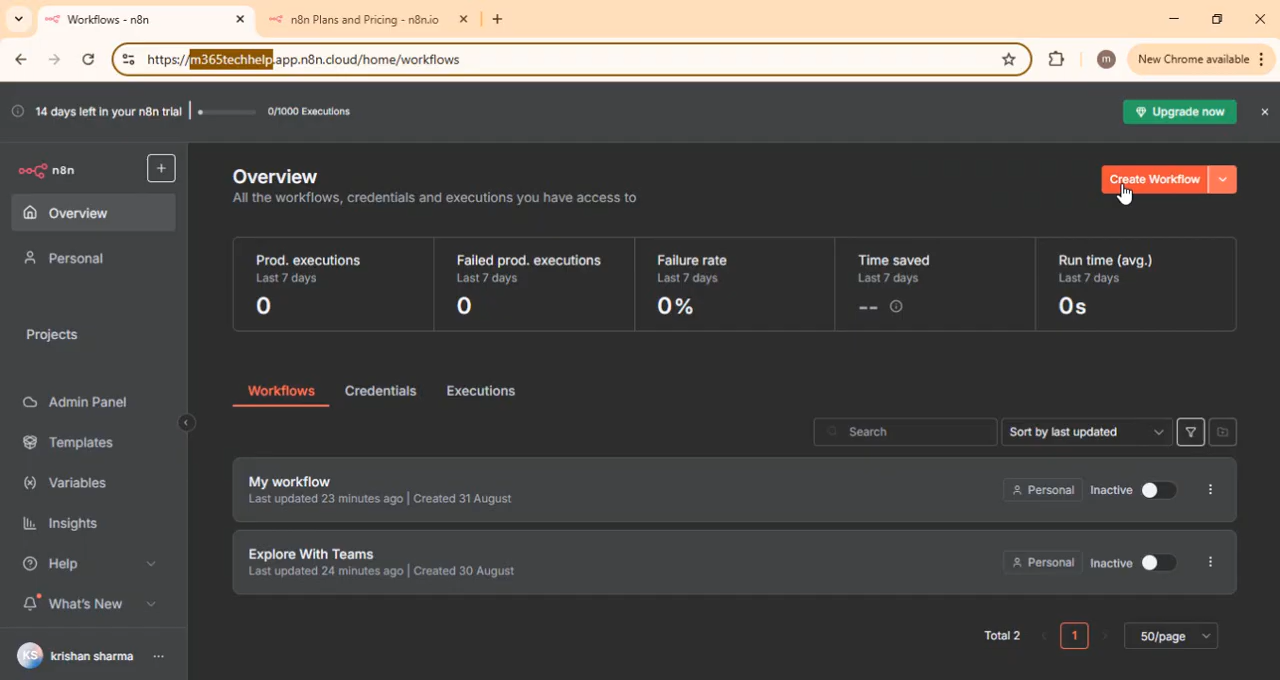 Workflows - n8n
n8n Plans and Pricing - n8n.io
https://m365techhelp.app.n8n.cloud/home/workflows
m
New Chrome available
14 days left in your n8n trial
0/1000 Executions
Upgrade now
n8n
Overview
Personal
Projects
Admin Panel
Templates
Variables
Insights
Help
What's New
KS krishan sharma
Overview
All the workflows, credentials and executions you have access to
Create Workflow
Prod. executions
Last 7 days
0
Failed prod. executions
Last 7 days
0
Failure rate
Last 7 days
0%
Time saved
Last 7 days
--
Run time (avg.)
Last 7 days
0s
Workflows Credentials Executions
Search
Sort by last updated
My workflow
Last updated 23 minutes ago | Created 31 August
Personal
Inactive
Explore With Teams
Last updated 24 minutes ago | Created 30 August
Personal
Inactive
Total 2
1
50/page